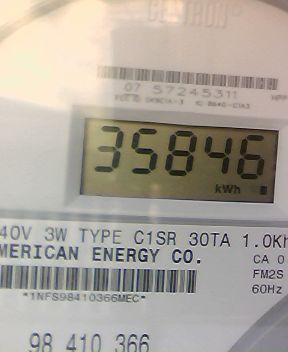 CENTRON®
07 57245311
35846
kWh
40V 3W TYPE C1SR 30TA 1.0Kh
MERICAN ENERGY CO.
CA 0
FM2S
60Hz
*1NFS98410366MEC*
98 410 366